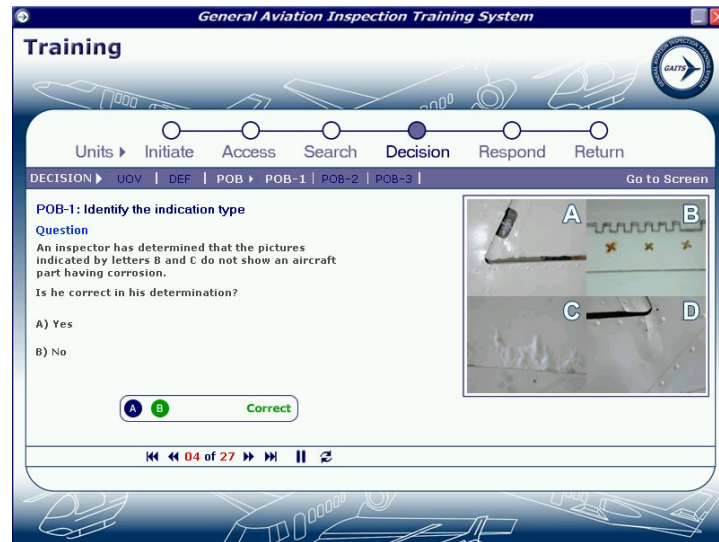 General Aviation Inspection Training System
Training
GENERAL AVIATION INSPECTION TRAINING SYSTEM
GAITS
Units Initiate Access Search Decision Respond Return
DECISION UOV | DEF | POB POB-1 | POB-2 | POB-3 | Go to Screen
POB-1: Identify the indication type
Question
An inspector has determined that the pictures
indicated by letters B and C do not show an aircraft
part having corrosion.
Is he correct in his determination?
A) Yes
B) No
A B Correct
04 of 27
A B
C D